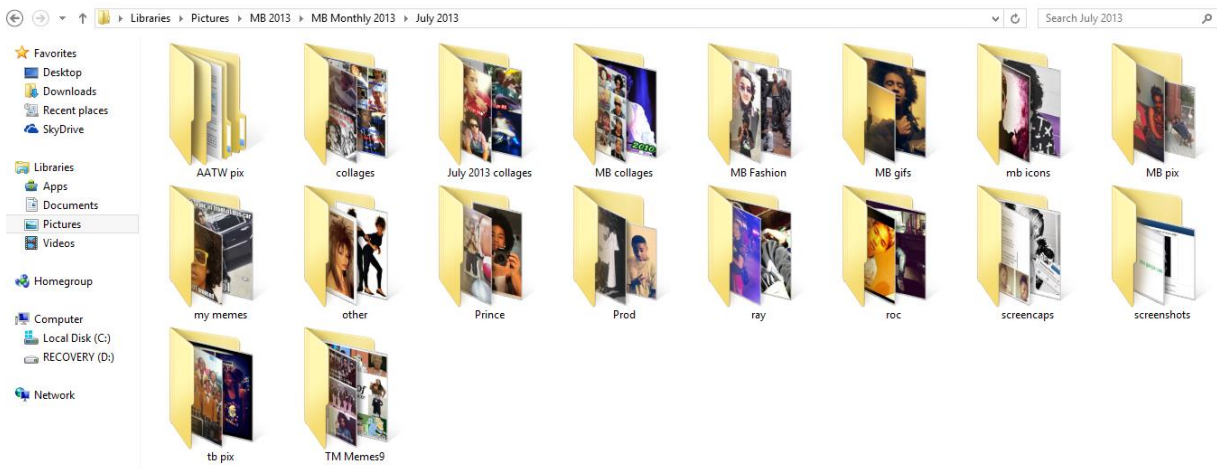 Libraries ▸ Pictures ▸ MB 2013 ▸ MB Monthly 2013 ▸ July 2013
Search July 2013
Favorites
Desktop
Downloads
Recent places
SkyDrive
Libraries
Apps
Documents
Pictures
Videos
Homegroup
Computer
Local Disk (C:)
RECOVERY (D:)
Network
AATW pix
collages
July 2013 collages
2010
MB collages
MB Fashion
MB gifs
mb icons
MB pix
my memes
other
Prince
Prod
ray
roc
screencaps
screenshots
tb pix
TM Memes9